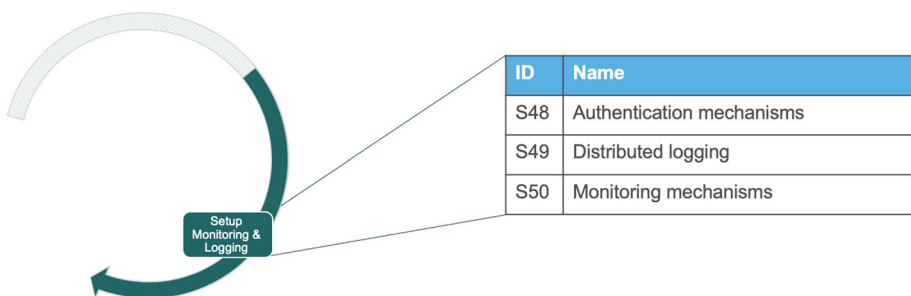 Setup
Monitoring &
Logging
ID Name
S48 Authentication mechanisms
S49 Distributed logging
S50 Monitoring mechanisms